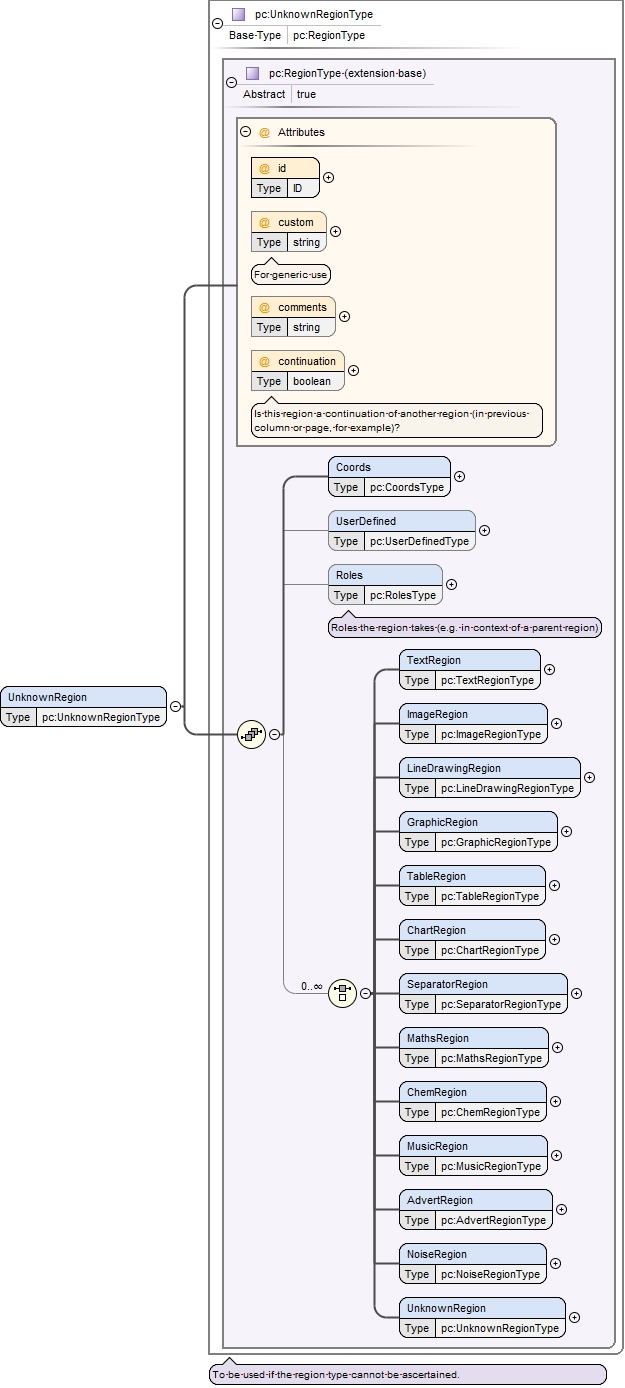 pc:UnknownRegionType
Base Type pc:RegionType
pc:RegionType (extension base)
Abstract true
@ Attributes
@ id
Type ID
@ custom
Type string
For generic use
@ comments
Type string
@ continuation
Type boolean
Is this region a continuation of another region (in previous
column or page, for example)?
Coords
Type pc:CoordsType
UserDefined
Type pc:UserDefinedType
Roles
Type pc:RolesType
Roles the region takes (e.g. in context of a parent region)
UnknownRegion
Type pc:UnknownRegionType
0..∞
TextRegion
Type pc:TextRegionType
ImageRegion
Type pc:ImageRegionType
LineDrawingRegion
Type pc:LineDrawingRegionType
GraphicRegion
Type pc:GraphicRegionType
TableRegion
Type pc:TableRegionType
ChartRegion
Type pc:ChartRegionType
SeparatorRegion
Type pc:SeparatorRegionType
MathsRegion
Type pc:MathsRegionType
ChemRegion
Type pc:ChemRegionType
MusicRegion
Type pc:MusicRegionType
AdvertRegion
Type pc:AdvertRegionType
NoiseRegion
Type pc:NoiseRegionType
UnknownRegion
Type pc:UnknownRegionType
To be used if the region type cannot be ascertained.